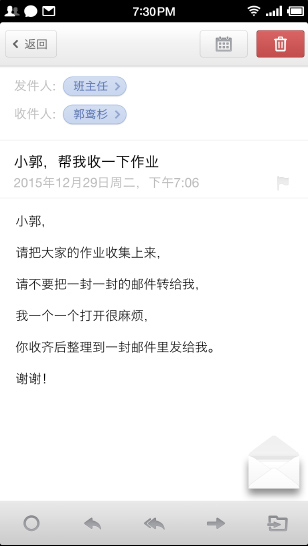 7:30PM
返回
发件人: 班主任
收件人: 郭鸾杉
小郭，帮我收一下作业
2015年12月29日周二，下午7:06
小郭，
请把大家的作业收集上来，
请不要把一封一封的邮件转给我，
我一个一个打开很麻烦，
你收齐后整理到一封邮件里发给我。
谢谢！